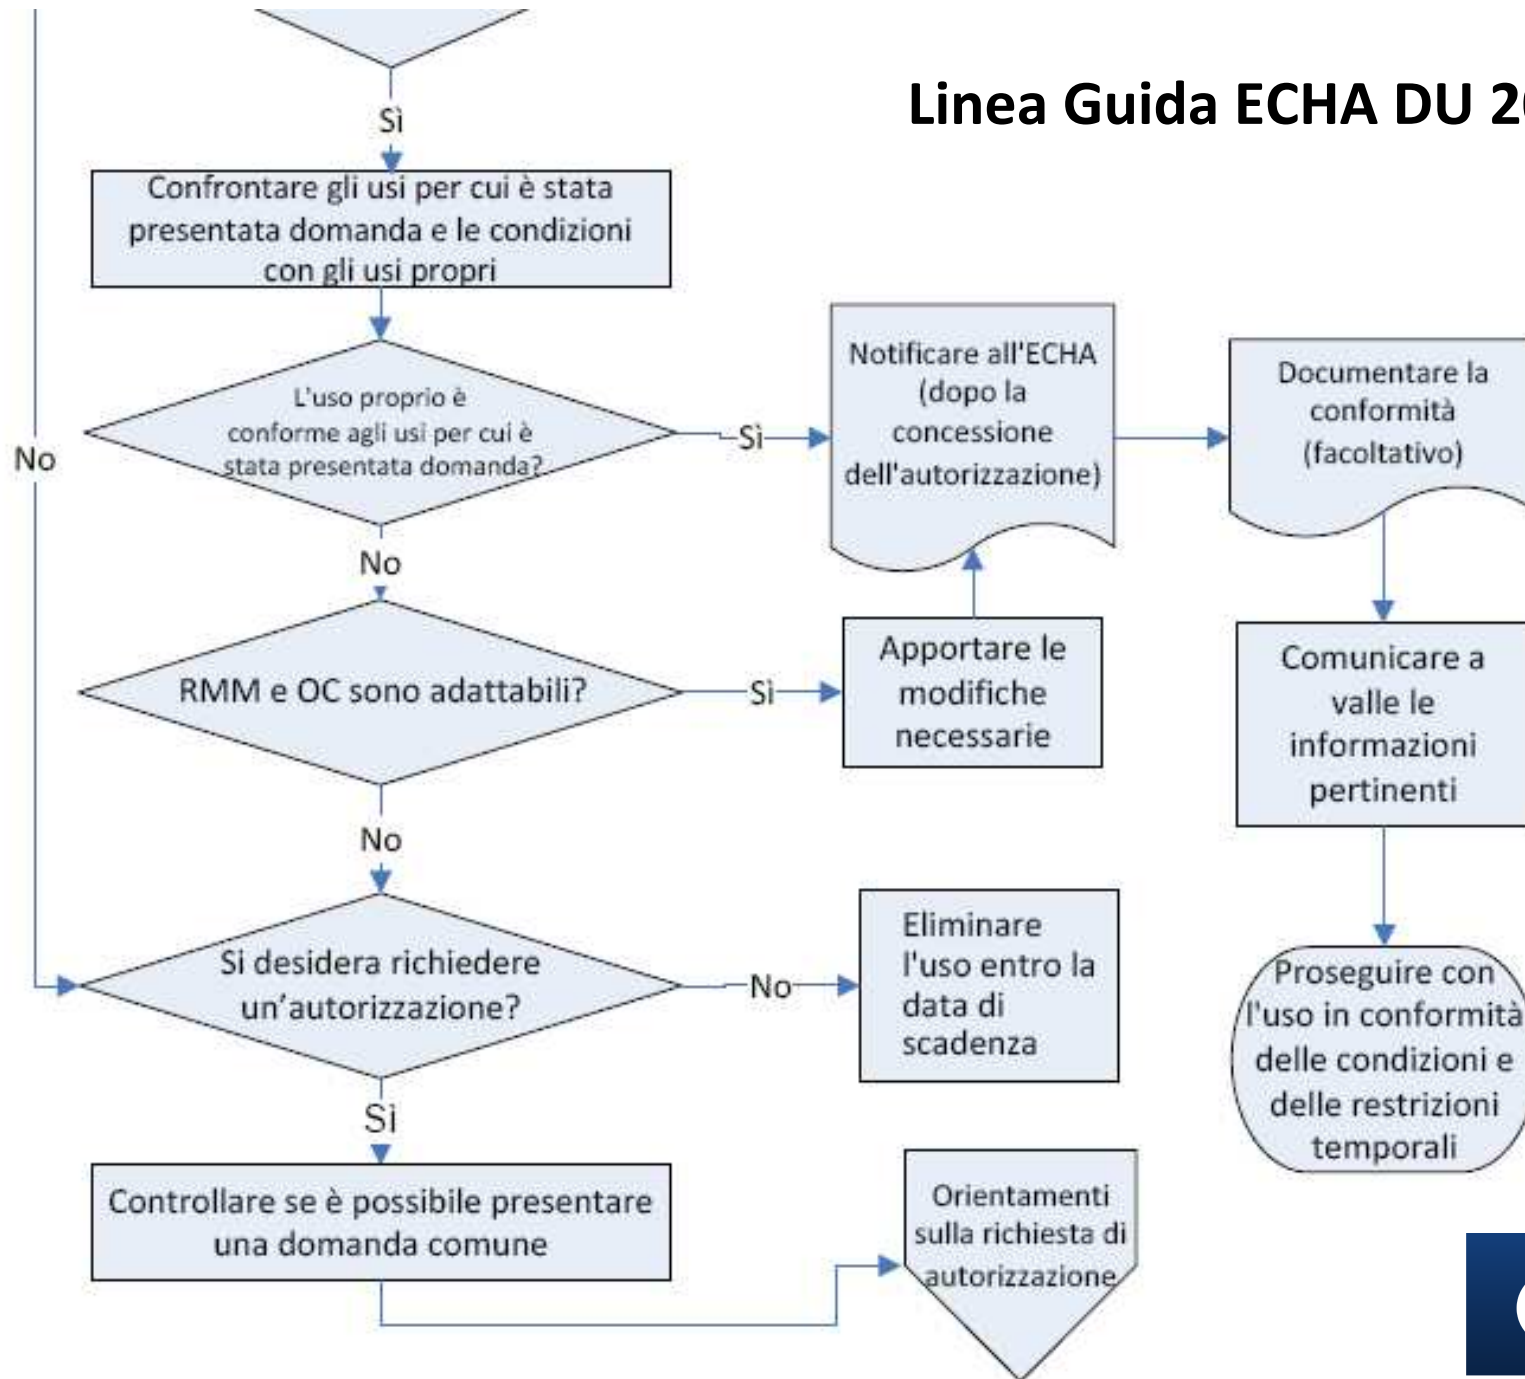 Linea Guida ECHA DU
Sì
Confrontare gli usi per cui è stata
presentata domanda e le condizioni
con gli usi propri
L'uso proprio è
conforme agli usi per cui è
stata presentata domanda?
Sì
Notificare all'ECHA
(dopo la
concessione
dell'autorizzazione)
Documentare la
conformità
(facoltativo)
No
No
RMM e OC sono adattabili?
Sì
Apportare le
modifiche
necessarie
Comunicare a
valle le
informazioni
pertinenti
No
Si desidera richiedere
un'autorizzazione?
No
Eliminare
l'uso entro la
data di
scadenza
Proseguire con
l'uso in conformità
delle condizioni e
delle restrizioni
temporali
Sì
Controllare se è possibile presentare
una domanda comune
Orientamenti
sulla richiesta di
autorizzazione